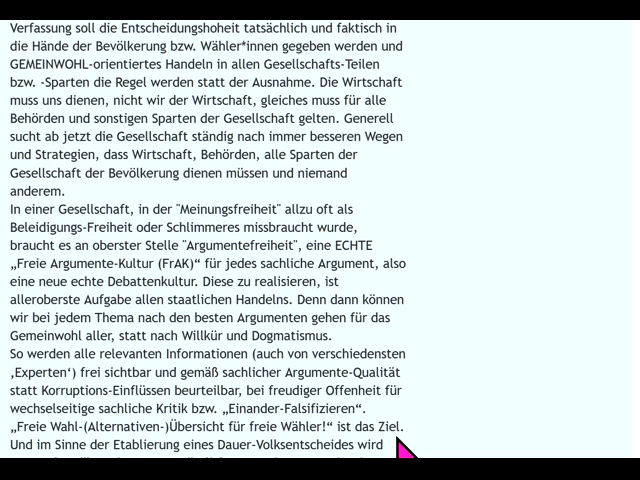 Verfassung soll die Entscheidungshoheit tatsächlich und faktisch in
die Hände der Bevölkerung bzw. Wähler*innen gegeben werden und
GEMEINWOHL-orientiertes Handeln in allen Gesellschafts-Teilen
bzw. -Sparten die Regel werden statt der Ausnahme. Die Wirtschaft
muss uns dienen, nicht wir der Wirtschaft, gleiches muss für alle
Behörden und sonstigen Sparten der Gesellschaft gelten. Generell
sucht ab jetzt die Gesellschaft ständig nach immer besseren Wegen
und Strategien, dass Wirtschaft, Behörden, alle Sparten der
Gesellschaft der Bevölkerung dienen müssen und niemand
anderem.
In einer Gesellschaft, in der "Meinungsfreiheit" allzu oft als
Beleidigungs-Freiheit oder Schlimmeres missbraucht wurde,
braucht es an oberster Stelle "Argumentefreiheit", eine ECHTE
„Freie Argumente-Kultur (FrAK)“ für jedes sachliche Argument, also
eine neue echte Debattenkultur. Diese zu realisieren, ist
alleroberste Aufgabe allen staatlichen Handelns. Denn dann können
wir bei jedem Thema nach den besten Argumenten gehen für das
Gemeinwohl aller, statt nach Willkür und Dogmatismus.
So werden alle relevanten Informationen (auch von verschiedensten
‚Experten‘) frei sichtbar und gemäß sachlicher Argumente-Qualität
statt Korruptions-Einflüssen beurteilbar, bei freudiger Offenheit für
wechselseitige sachliche Kritik bzw. „Einander-Falsifizieren“.
„Freie Wahl-(Alternativen-)Übersicht für freie Wähler!“ ist das Ziel.
Und im Sinne der Etablierung eines Dauer-Volksentscheides wird